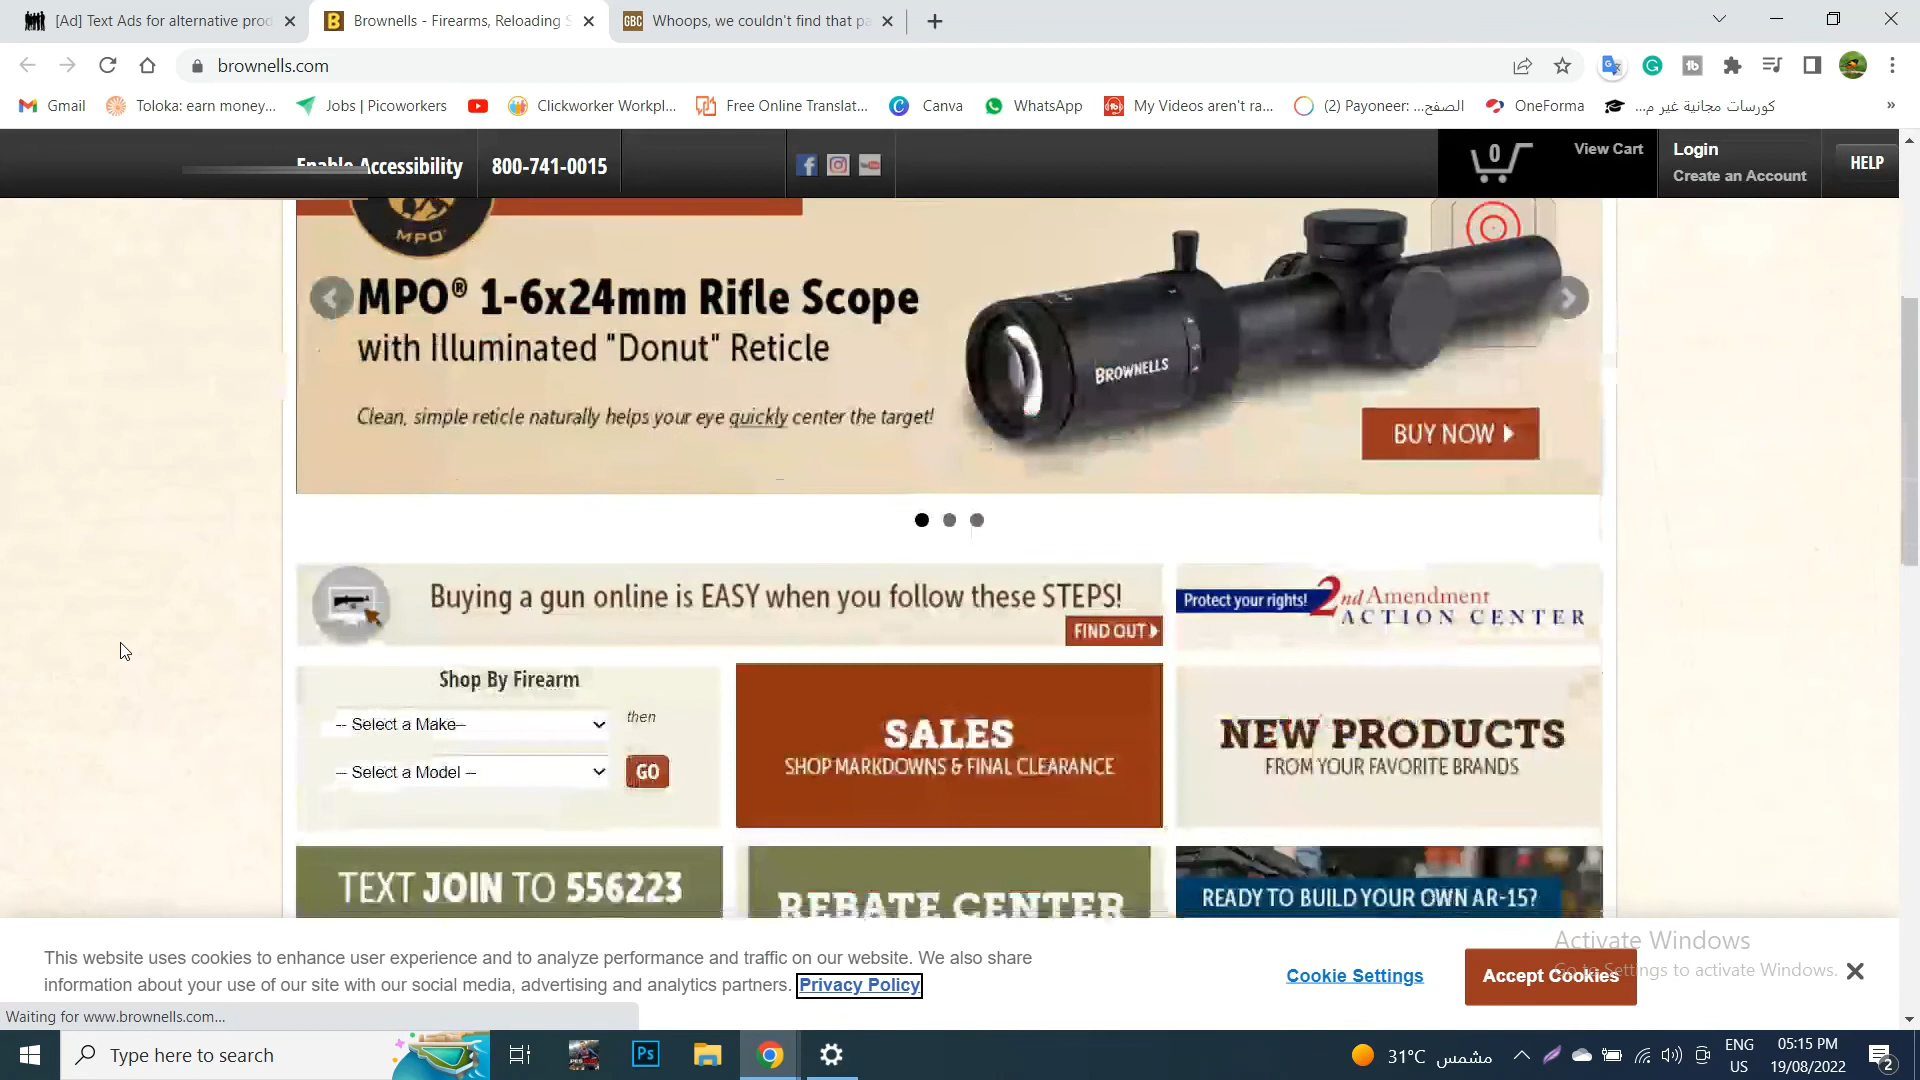 [Ad] Text Ads for alternative prod
Brownells - Firearms, Reloading S
GBC Whoops, we couldn't find that pa
brownells.com
Gmail
Toloka: earn money...
Jobs | Picoworkers
Clickworker Workpl...
Free Online Translat...
Canva
WhatsApp
My Videos aren't ra...
(2) Payoneer: ...الصفح
OneForma
كورسات مجانية غير م...
»
Enable Accessibility
800-741-0015
0
View Cart
Login
Create an Account
HELP
MPO
MPO® 1-6x24mm Rifle Scope
with Illuminated "Donut" Reticle
Clean, simple reticle naturally helps your eye quickly center the target!
BROWNELLS
BUY NOW
Buying a gun online is EASY when you follow these STEPS!
FIND OUT
Protect your rights! 2nd Amendment
ACTION CENTER
Shop By Firearm
-- Select a Make--
then
-- Select a Model --
GO
SALES
SHOP MARKDOWNS & FINAL CLEARANCE
NEW PRODUCTS
FROM YOUR FAVORITE BRANDS
TEXT JOIN TO 556223
REBATE CENTER
READY TO BUILD YOUR OWN AR-15?
This website uses cookies to enhance user experience and to analyze performance and traffic on our website. We also share
information about your use of our site with our social media, advertising and analytics partners. Privacy Policy
Cookie Settings
Accept Cookies
Activate Windows
Go to Settings to activate Windows.
Waiting for www.brownells.com...
Type here to search
Ps
31°C مشمس
ENG
US
05:15 PM
19/08/2022
2